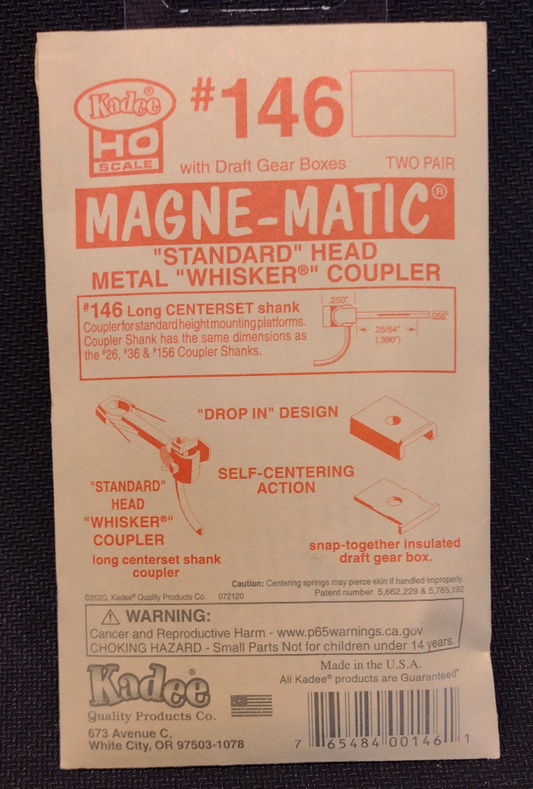 Kadee®
HO
SCALE
#146
with Draft Gear Boxes TWO PAIR
MAGNE-MATIC®
"STANDARD" HEAD
METAL "WHISKER®" COUPLER
#146 Long CENTERSET shank
Coupler for standard height mounting platforms.
Coupler Shank has the same dimensions as
the #26, #36 & #156 Coupler Shanks.
.250"
.056"
25/64"
(.390")
"DROP IN" DESIGN
SELF-CENTERING
ACTION
"STANDARD"
HEAD
"WHISKER®"
COUPLER
long centerset shank
coupler
snap-together insulated
draft gear box.
Caution: Centering springs may pierce skin if handled improperly.
©2020, Kadee® Quality Products Co. 072120 Patent number 5,662,229 & 5,785,192
⚠ WARNING:
Cancer and Reproductive Harm - www.p65warnings.ca.gov
CHOKING HAZARD - Small Parts Not for children under 14 years.
Kadee®
Quality Products Co.
673 Avenue C,
White City, OR 97503-1078
Made in the U.S.A.
All Kadee® products are Guaranteed"
7 65484 00146 1